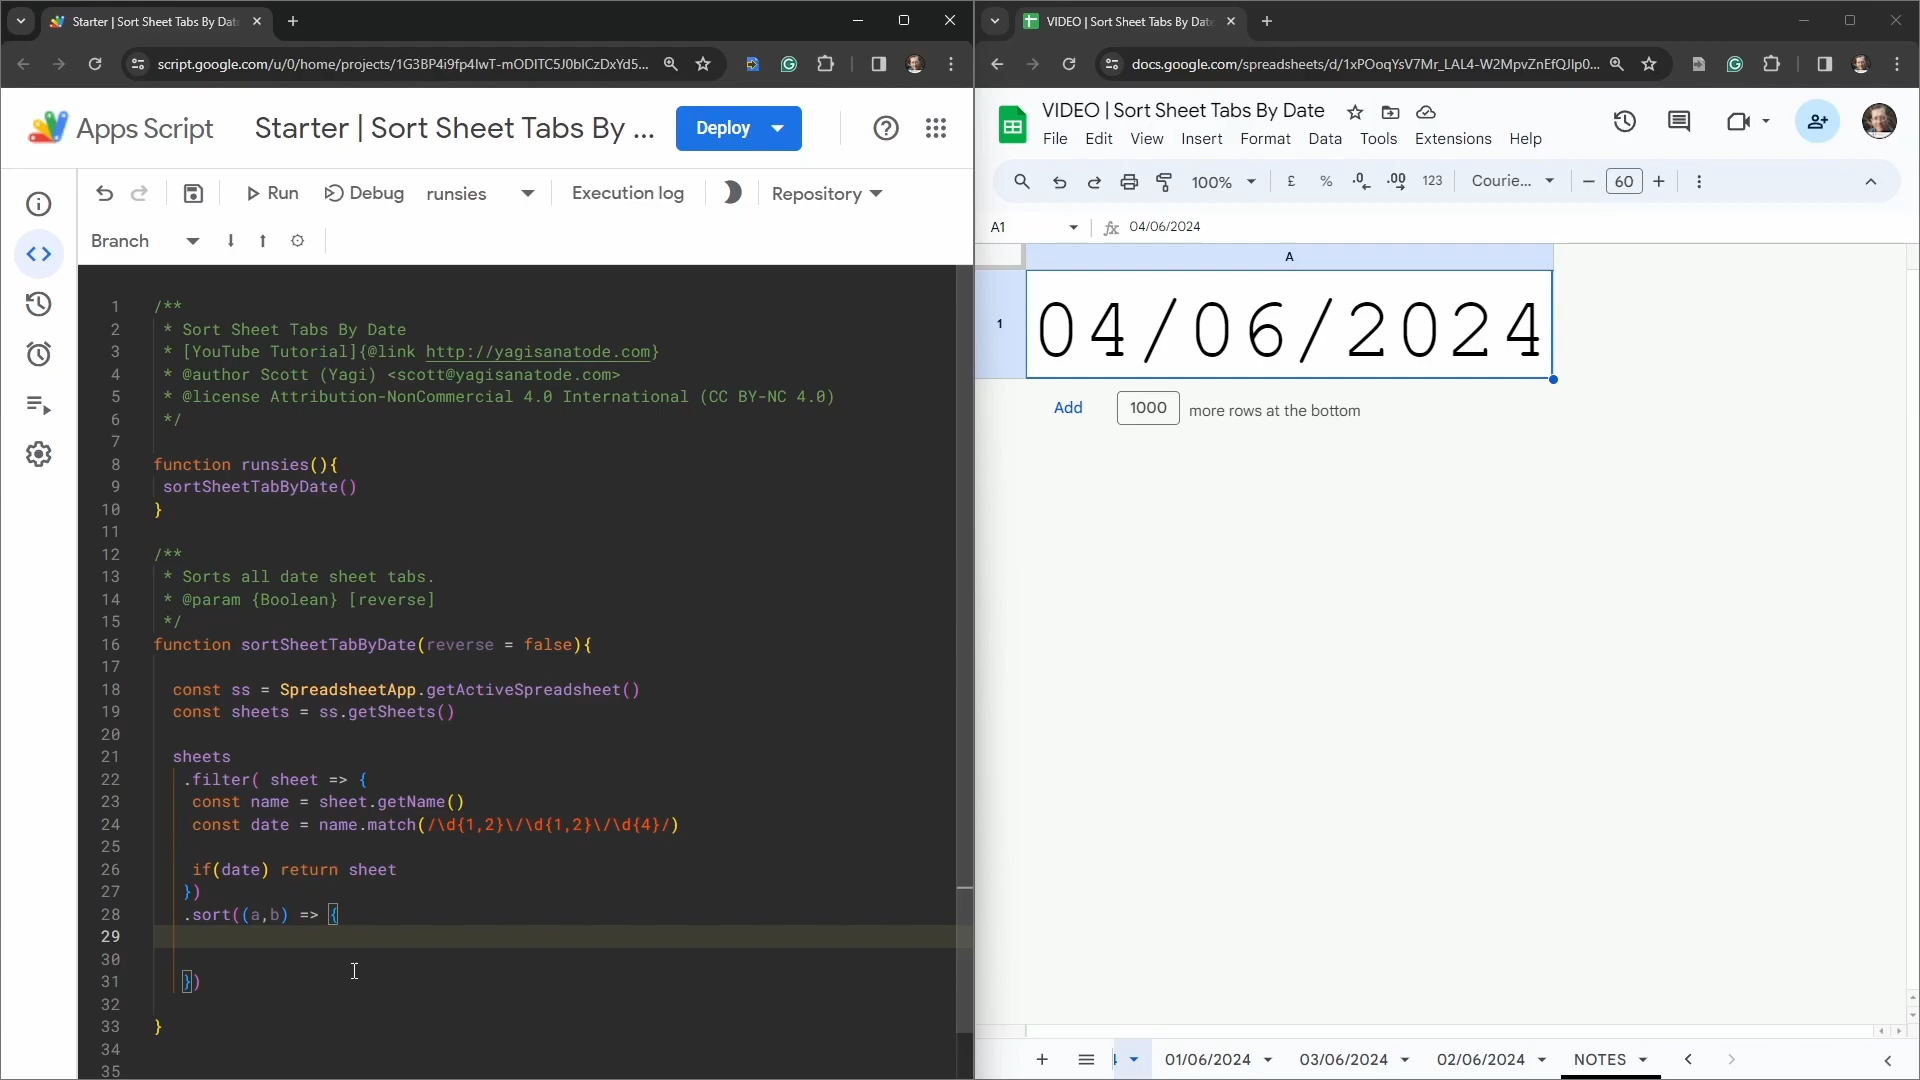 Starter | Sort Sheet Tabs By Dat
script.google.com/u/0/home/projects/1G3BP4i9fp4IwT-mODITC5J0bICzDxYd5...
Apps Script
Starter | Sort Sheet Tabs By ...
Deploy
Run
Debug
runsies
Execution log
Repository
Branch
1 /**
2 * Sort Sheet Tabs By Date
3 * [YouTube Tutorial]{@link http://yagisanatode.com}
4 * @author Scott (Yagi) <scott@yagisanatode.com>
5 * @license Attribution-NonCommercial 4.0 International (CC BY-NC 4.0)
6 */
7
8 function runsies(){
9 sortSheetTabByDate()
10 }
11
12 /**
13 * Sorts all date sheet tabs.
14 * @param {Boolean} [reverse]
15 */
16 function sortSheetTabByDate(reverse = false){
17
18 const ss = SpreadsheetApp.getActiveSpreadsheet()
19 const sheets = ss.getSheets()
20
21 sheets
22 .filter( sheet => {
23 const name = sheet.getName()
24 const date = name.match(/\d{1,2}\/\d{1,2}\/\d{4}/)
25
26 if(date) return sheet
27 })
28 .sort((a,b) => {
29
30
31 })
32
33 }
34
35
VIDEO | Sort Sheet Tabs By Date
docs.google.com/spreadsheets/d/1xPOoqYsV7Mr_LAL4-W2MpvZnEfQJlp0...
VIDEO | Sort Sheet Tabs By Date
File Edit View Insert Format Data Tools Extensions Help
100% £ % .0 .00 123 Courie... 60
A1 fx 04/06/2024
A
1 04/06/2024
Add 1000 more rows at the bottom
4 01/06/2024 03/06/2024 02/06/2024 NOTES